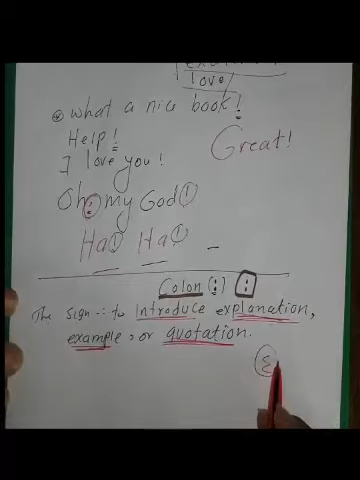 love
what a nice book!
Help!
I love you!
Great!
Oh! my God!
Ha! Ha!
Colon (:) :
The sign : to introduce explanation,
example, or quotation.